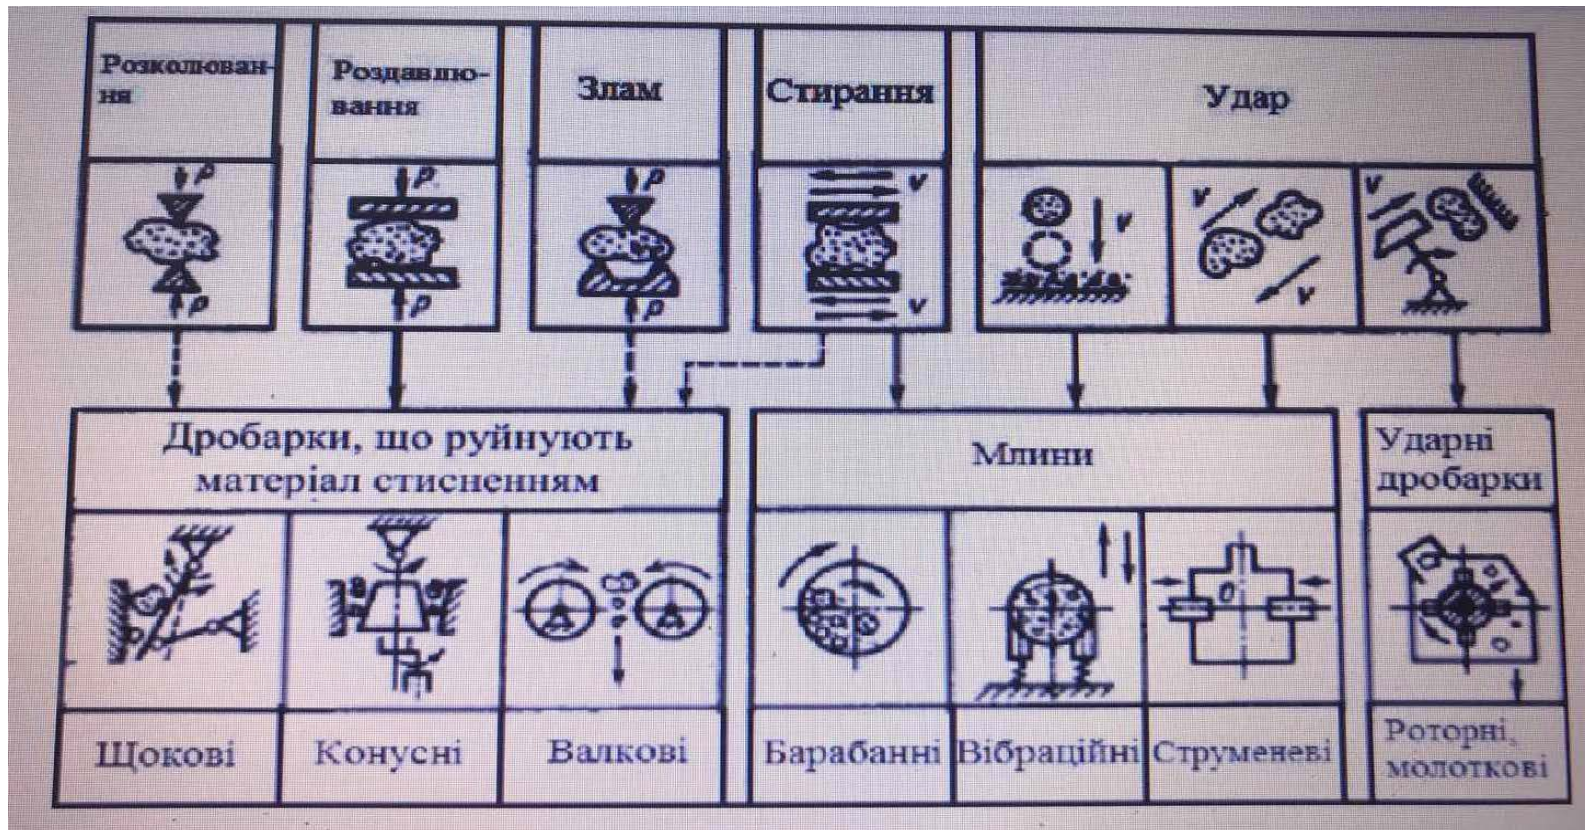 Розколюван-
ня
Роздавлю-
вання
Злам
Стирання
Удар
P
P
P
P
P
P
V
V
V
V
V
V
Дробарки, що руйнують
матеріал стисненням
Млини
Ударні
дробарки
O
Щокові
Конусні
Валкові
Барабанні
Вібраційні
Струменеві
Роторні,
молоткові